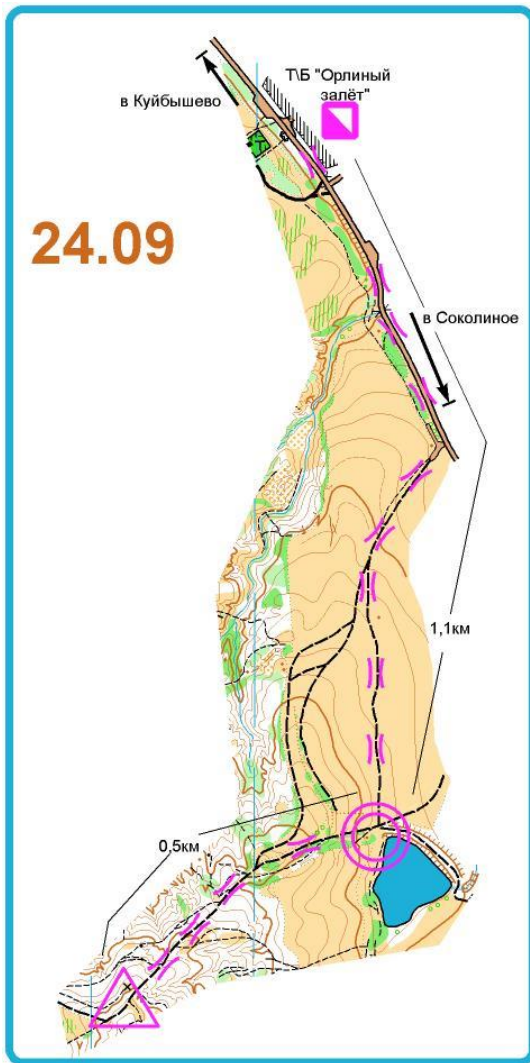 Т\Б "Орлиный
залёт"
в Куйбышево
24.09
в Соколиное
1,1км
0,5км